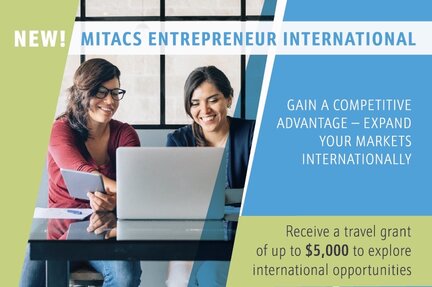 NEW! MITACS ENTREPRENEUR INTERNATIONAL
GAIN A COMPETITIVE
ADVANTAGE – EXPAND
YOUR MARKETS
INTERNATIONALLY
Receive a travel grant
of up to $5,000 to explore
international opportunities